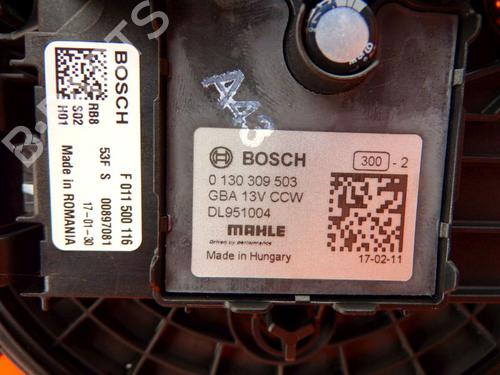 BOSCH
F 011 500 116
53F S 00897081
17-01-30
Made in ROMANIA
RB8
S02
H01
BOSCH
300 - 2
0 130 309 503
GBA 13V CCW
DL951004
MAHLE
Driven by performance
Made in Hungary
17-02-11